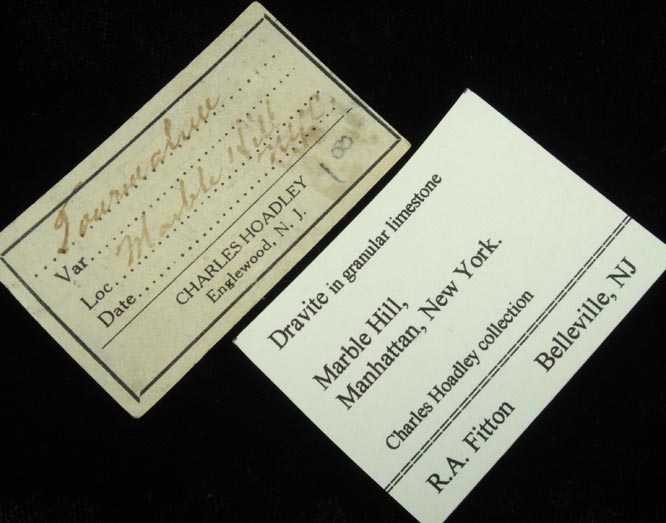 Tourmaline
Var.
Loc. Marble Hill
Date N.Y.C.
CHARLES HOADLEY
Englewood, N. J.
100
Dravite in granular limestone
Marble Hill,
Manhattan, New York.
Charles Hoadley collection
R.A. Fitton Belleville, NJ